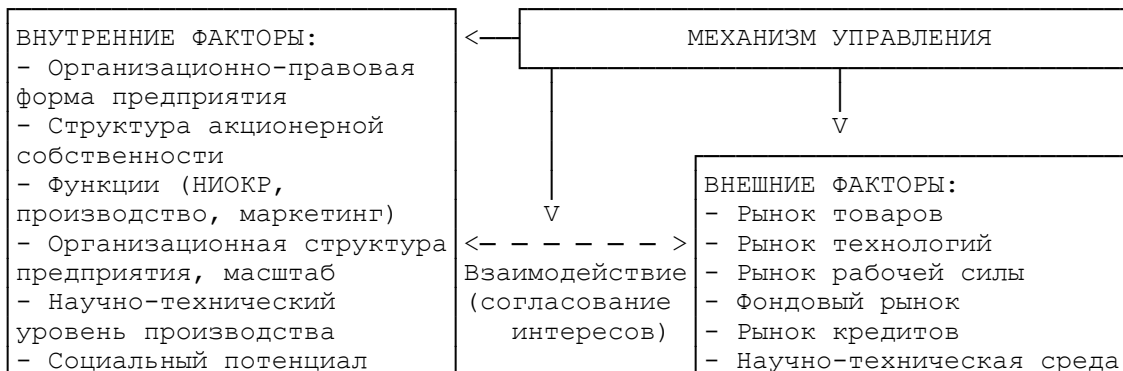 МЕХАНИЗМ УПРАВЛЕНИЯ
ВНУТРЕННИЕ ФАКТОРЫ:
- Организационно-правовая
форма предприятия
- Структура акционерной
собственности
- Функции (НИОКР,
производство, маркетинг)
- Организационная структура
предприятия, масштаб
- Научно-технический
уровень производства
- Социальный потенциал
Взаимодействие
(согласование
интересов)
ВНЕШНИЕ ФАКТОРЫ:
- Рынок товаров
- Рынок технологий
- Рынок рабочей силы
- Фондовый рынок
- Рынок кредитов
- Научно-техническая среда